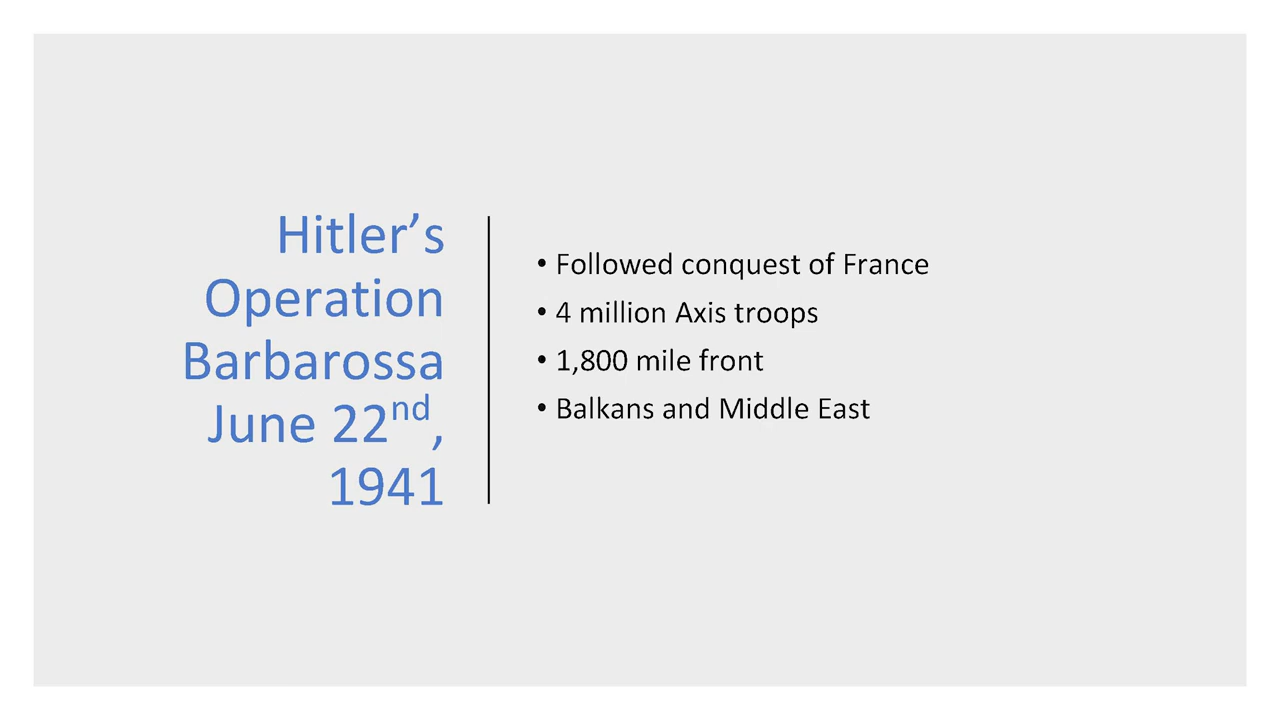 Hitler’s
Operation
Barbarossa
June 22nd,
1941
• Followed conquest of France
• 4 million Axis troops
• 1,800 mile front
• Balkans and Middle East